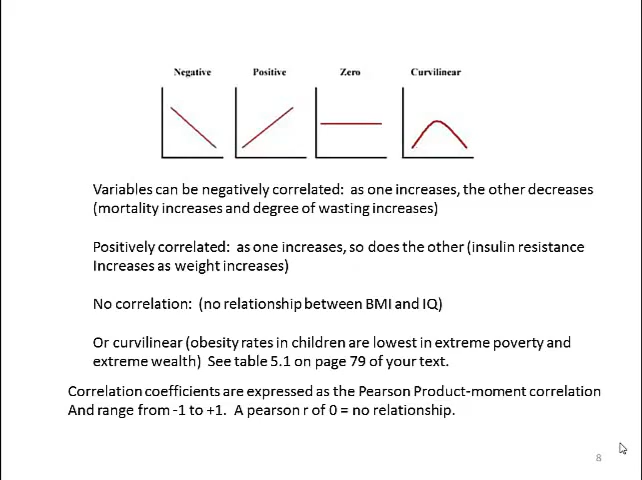 Negative Positive Zero Curvilinear
Variables can be negatively correlated: as one increases, the other decreases
(mortality increases and degree of wasting increases)
Positively correlated: as one increases, so does the other (insulin resistance
Increases as weight increases)
No correlation: (no relationship between BMI and IQ)
Or curvilinear (obesity rates in children are lowest in extreme poverty and
extreme wealth) See table 5.1 on page 79 of your text.
Correlation coefficients are expressed as the Pearson Product-moment correlation
And range from -1 to +1. A pearson r of 0 = no relationship.
8